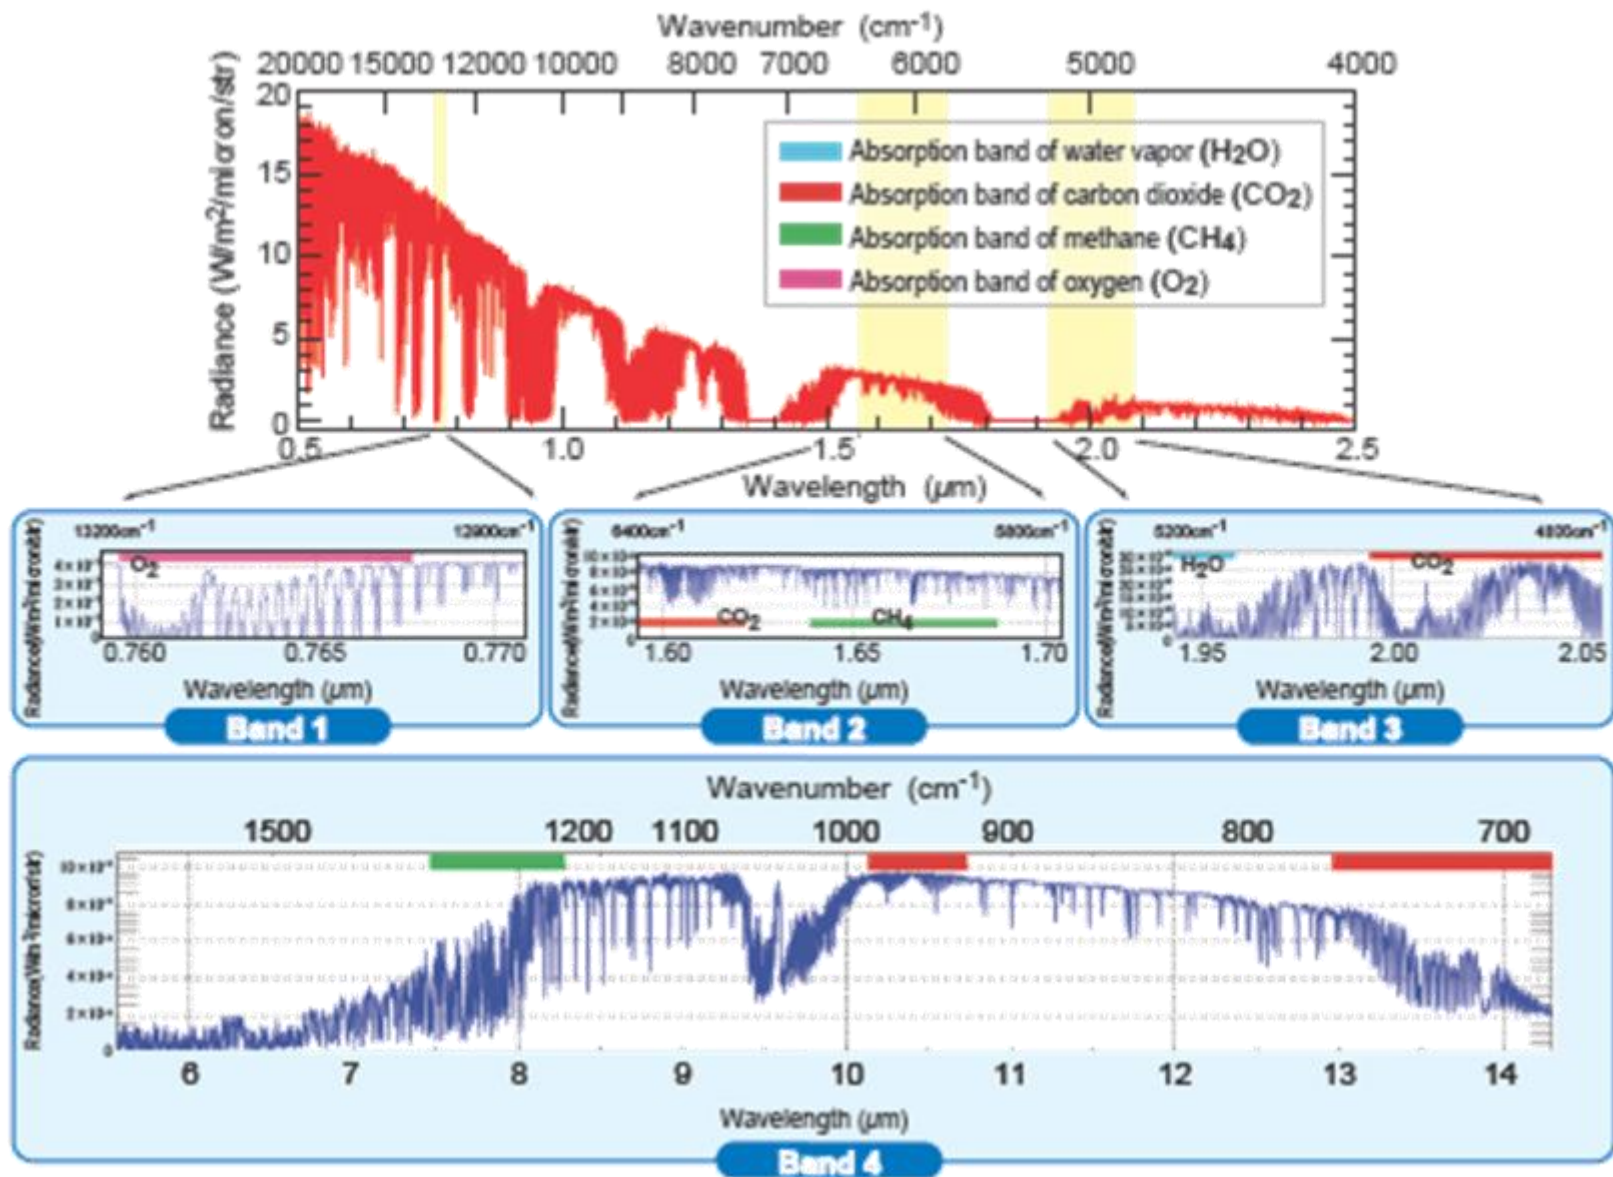 Wavenumber (cm-1)
20000 15000 12000 10000 8000 7000 6000 5000 4000
Radiance (W/m2/micron/str)
20
15
10
5
0
Absorption band of water vapor (H2O)
Absorption band of carbon dioxide (CO2)
Absorption band of methane (CH4)
Absorption band of oxygen (O2)
0.5 1.0 1.5 2.0 2.5
Wavelength (μm)
13200cm-1 12900cm-1
O2
0
0.760 0.765 0.770
Wavelength (μm)
Band 1
6400cm-1 5800cm-1
CO2 CH4
0
1.60 1.65 1.70
Wavelength (μm)
Band 2
5200cm-1 4800cm-1
H2O CO2
0
1.95 2.00 2.05
Wavelength (μm)
Band 3
Wavenumber (cm-1)
1500 1200 1100 1000 900 800 700
0
6 7 8 9 10 11 12 13 14
Wavelength (μm)
Band 4